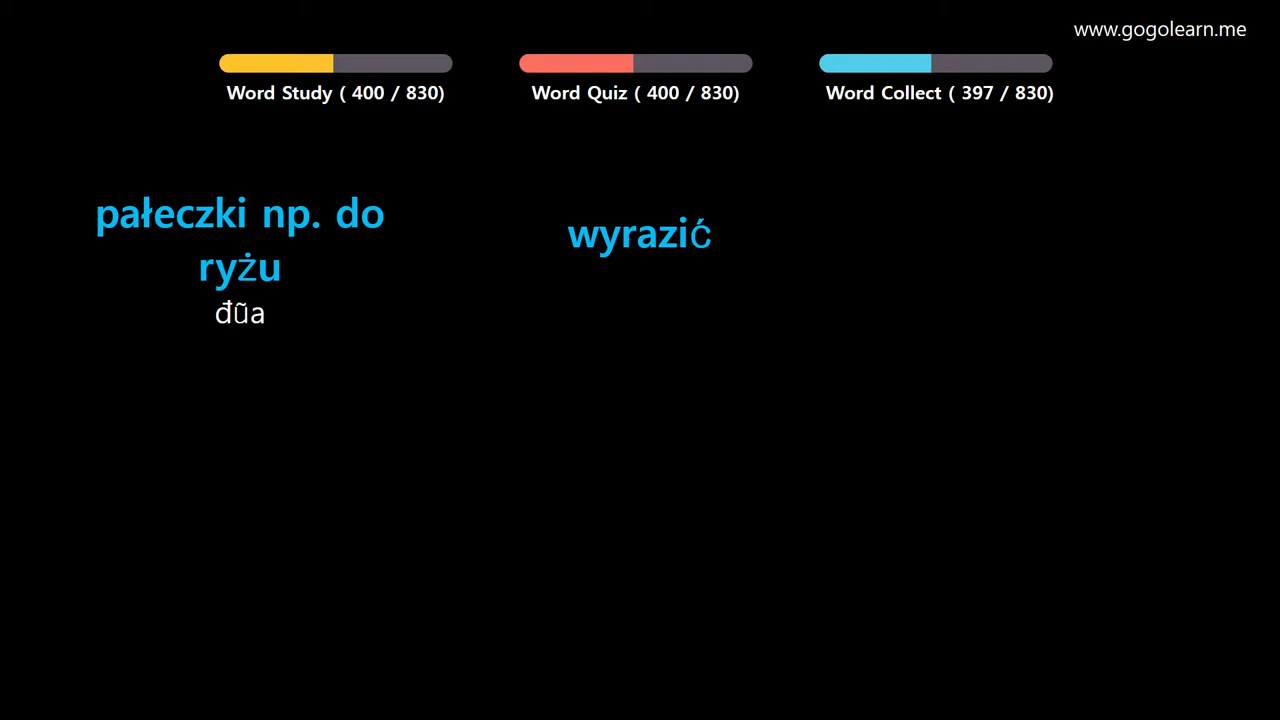 www.gogolearn.me
Word Study ( 400 / 830)
Word Quiz ( 400 / 830)
Word Collect ( 397 / 830)
pałeczki np. do
ryżu
đũa
wyrazić